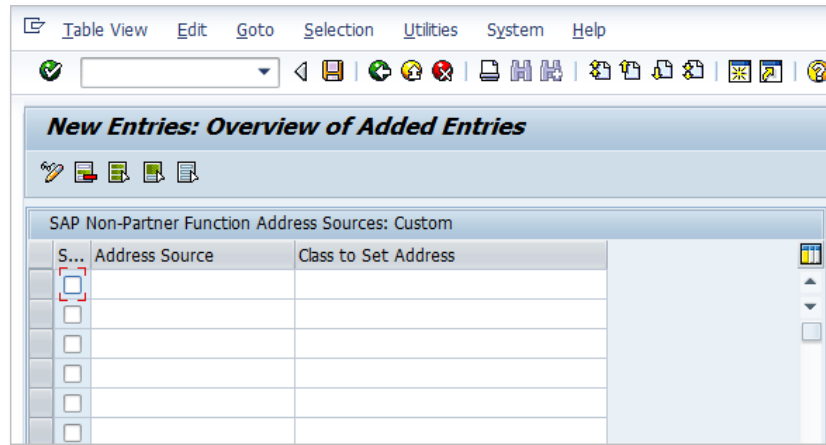 Table View Edit Goto Selection Utilities System Help
New Entries: Overview of Added Entries
SAP Non-Partner Function Address Sources: Custom
S... Address Source Class to Set Address